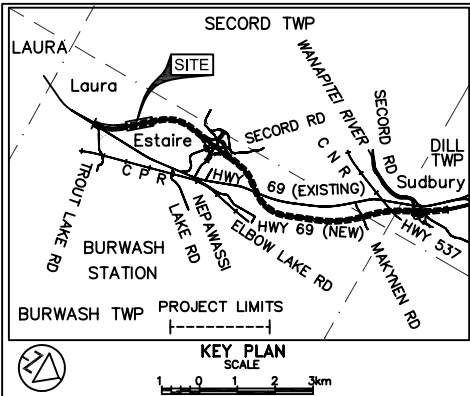 SECORD TWP
LAURA
Laura
SITE
WANAPITEI RIVER
SECORD RD
DILL
TWP
Estaire
SECORD RD
C N R
Sudbury
HWY
69 (EXISTING)
C P R
TROUT LAKE RD
NEPAWASSI
LAKE RD
ELBOW LAKE RD
HWY 69 (NEW)
MAKYNEN RD
HWY 537
BURWASH
STATION
BURWASH TWP
PROJECT LIMITS
KEY PLAN
SCALE
1 0 1 2 3km
N